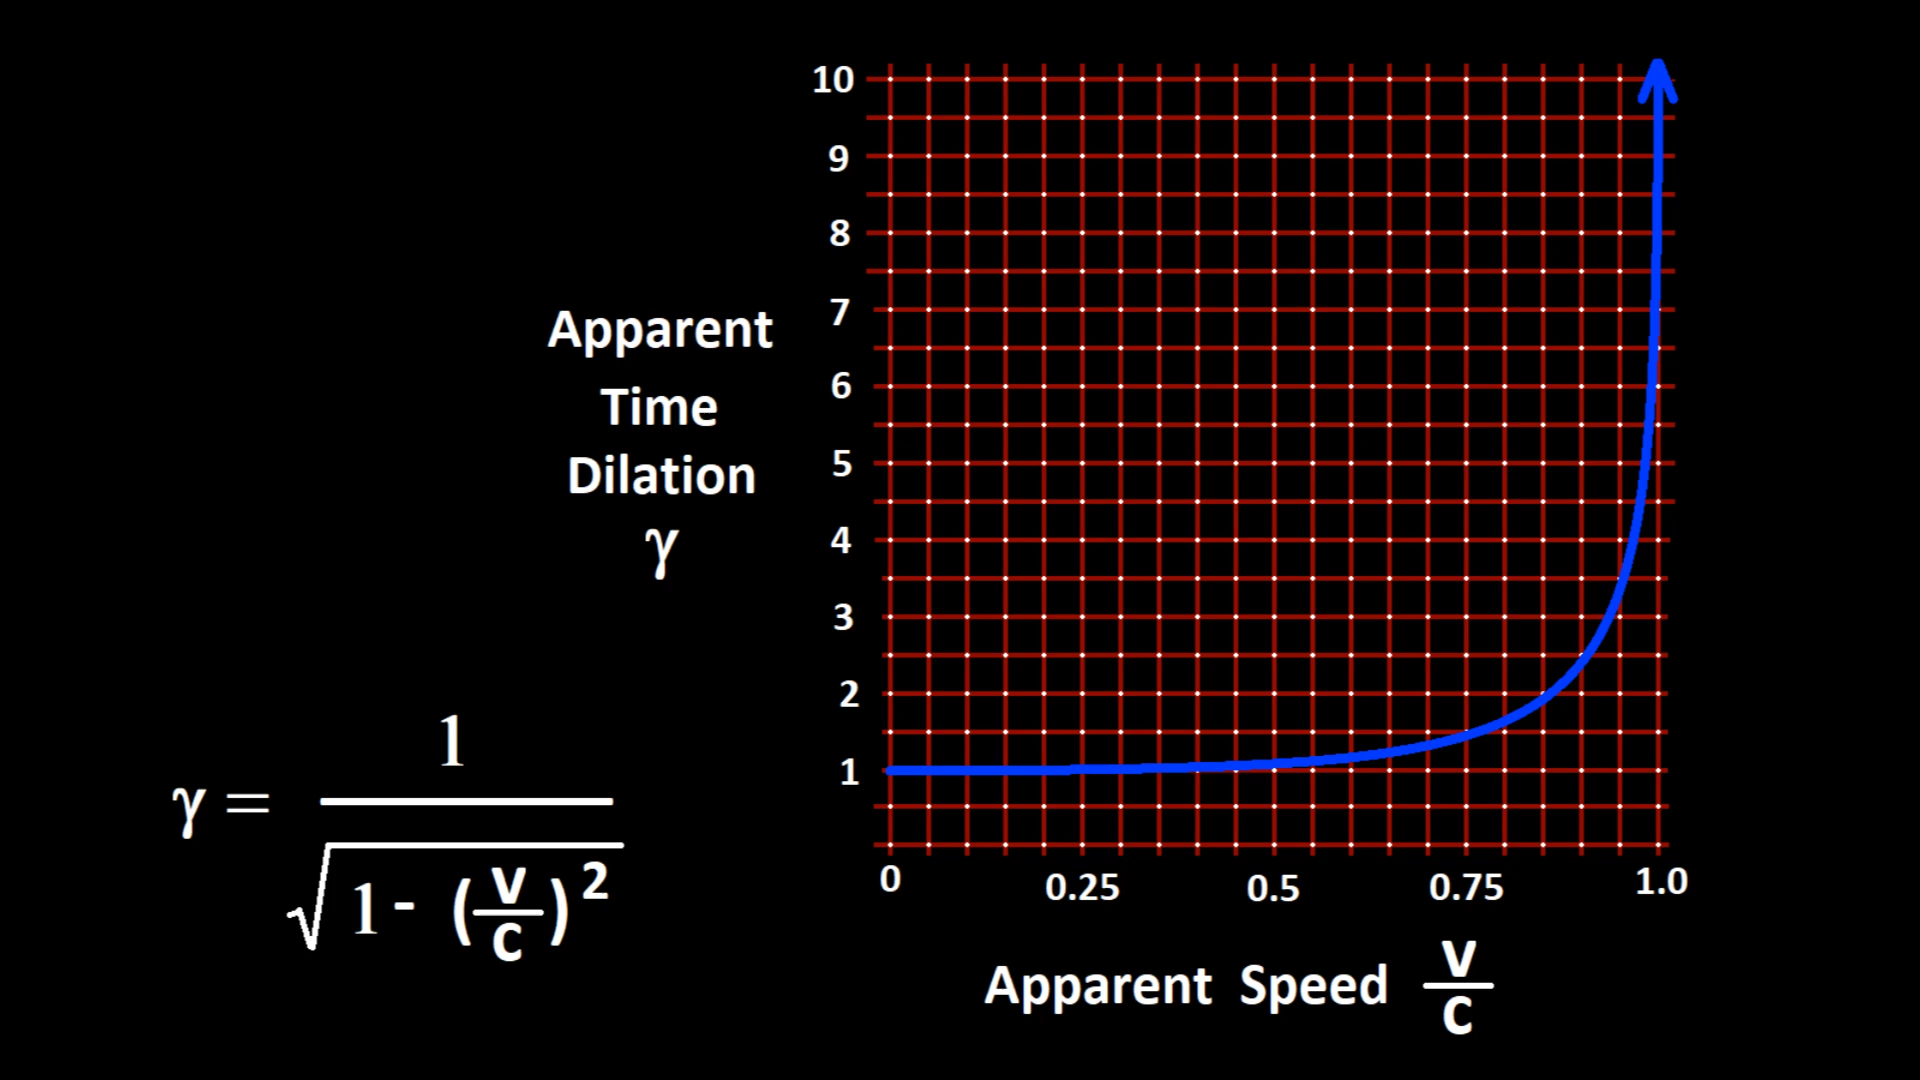 10
9
8
7
6
5
4
3
2
1
Apparent
Time
Dilation
γ
γ = 1 / √ 1 - (v/c)²
0 0.25 0.5 0.75 1.0
Apparent Speed v/c